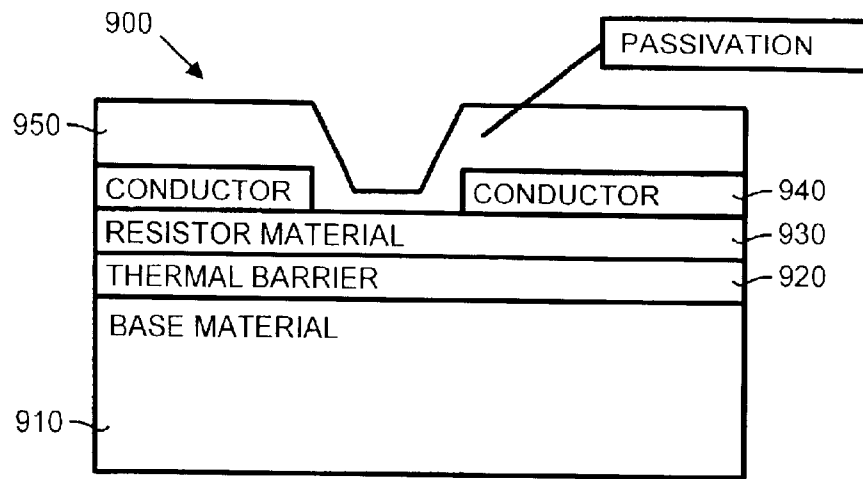 900
PASSIVATION
950
CONDUCTOR
CONDUCTOR
940
RESISTOR MATERIAL
930
THERMAL BARRIER
920
BASE MATERIAL
910